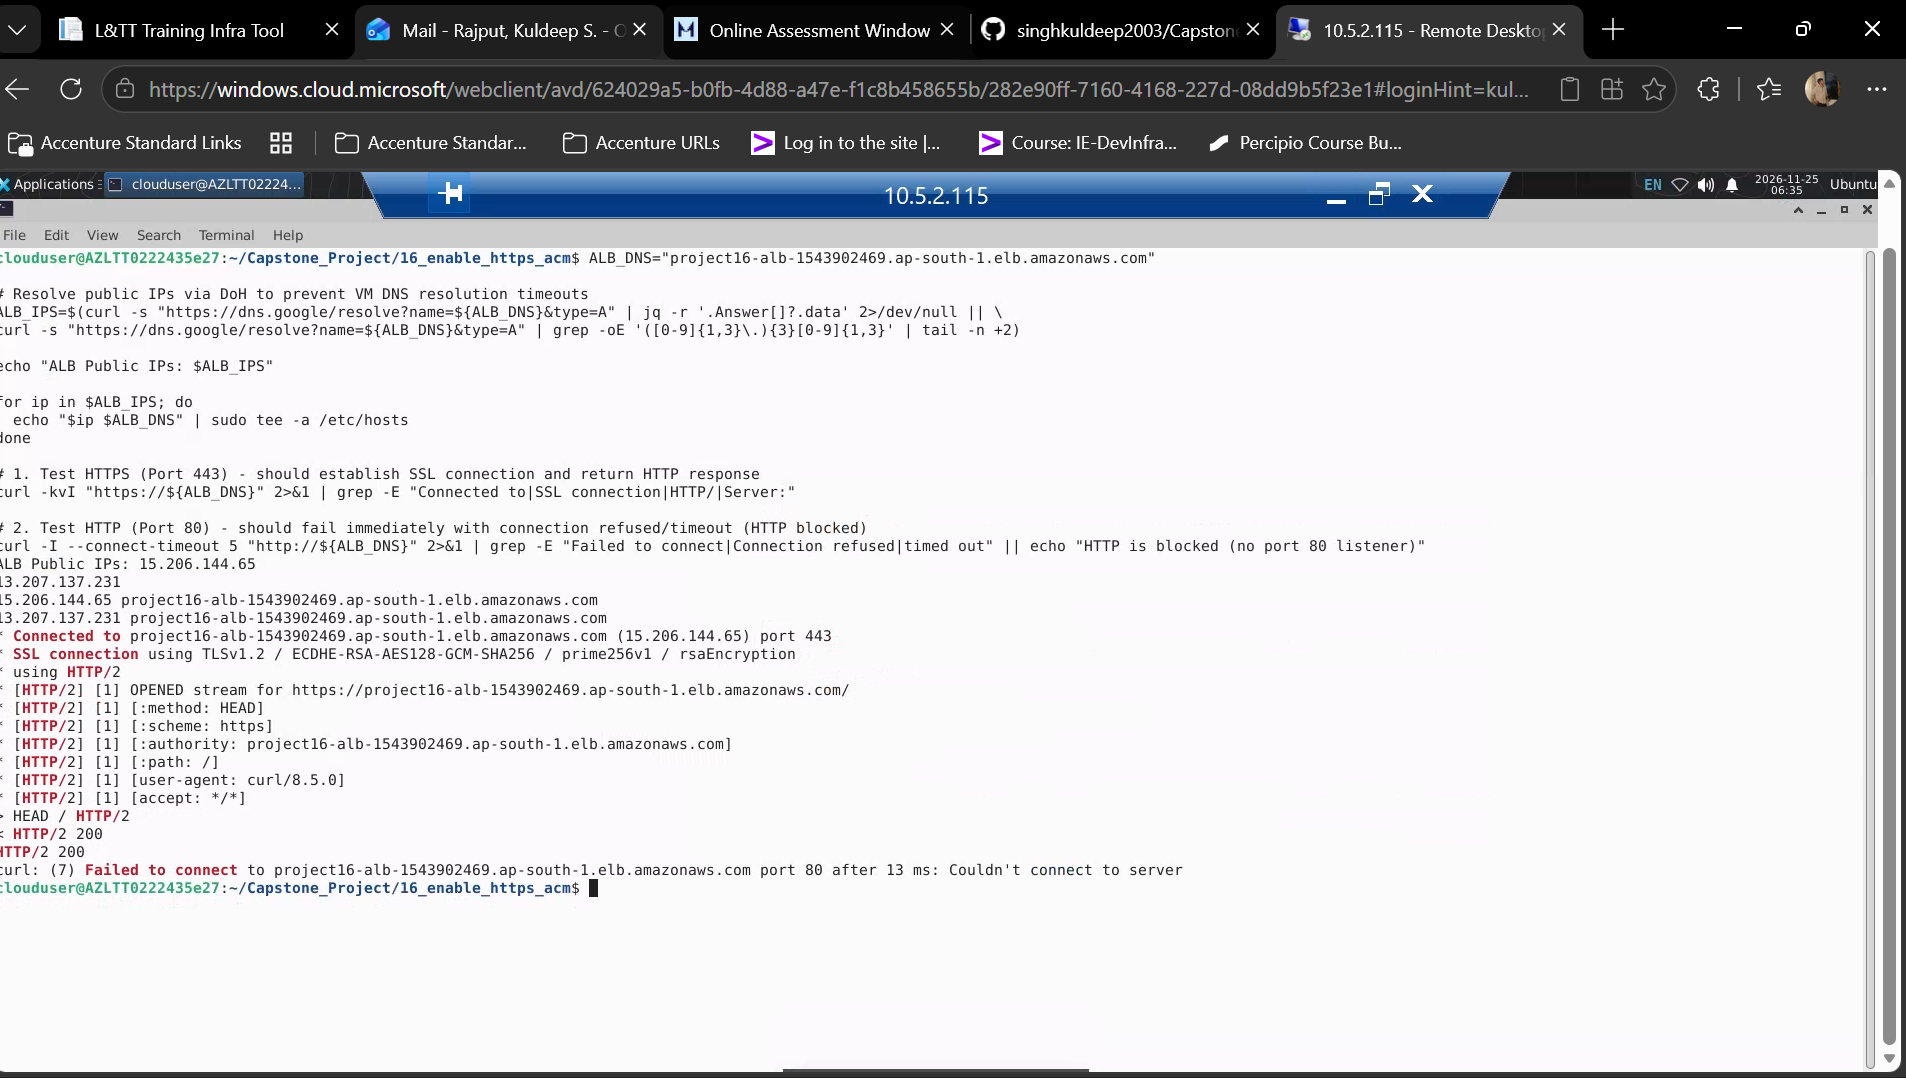 L&TT Training Infra Tool
Mail - Rajput, Kuldeep S. - O
Online Assessment Window
singhkuldeep2003/Capstone
10.5.2.115 - Remote Desktop
https://windows.cloud.microsoft/webclient/avd/624029a5-b0fb-4d88-a47e-f1c8b458655b/282e90ff-7160-4168-227d-08dd9b5f23e1#loginHint=kul...
Accenture Standard Links
Accenture Standar...
Accenture URLs
Log in to the site |...
Course: IE-DevInfra...
Percipio Course Bu...
Applications
clouduser@AZLTT02224...
10.5.2.115
EN
2026-11-25
06:35
Ubuntu
File Edit View Search Terminal Help
clouduser@AZLTT0222435e27:~/Capstone_Project/16_enable_https_acm$ ALB_DNS="project16-alb-1543902469.ap-south-1.elb.amazonaws.com"
# Resolve public IPs via DoH to prevent VM DNS resolution timeouts
ALB_IPS=$(curl -s "https://dns.google/resolve?name=${ALB_DNS}&type=A" | jq -r '.Answer[]?.data' 2>/dev/null || \
curl -s "https://dns.google/resolve?name=${ALB_DNS}&type=A" | grep -oE '([0-9]{1,3}\.){3}[0-9]{1,3}' | tail -n +2)
echo "ALB Public IPs: $ALB_IPS"
for ip in $ALB_IPS; do
echo "$ip $ALB_DNS" | sudo tee -a /etc/hosts
done
# 1. Test HTTPS (Port 443) - should establish SSL connection and return HTTP response
curl -kvI "https://${ALB_DNS}" 2>&1 | grep -E "Connected to|SSL connection|HTTP/|Server:"
# 2. Test HTTP (Port 80) - should fail immediately with connection refused/timeout (HTTP blocked)
curl -I --connect-timeout 5 "http://${ALB_DNS}" 2>&1 | grep -E "Failed to connect|Connection refused|timed out" || echo "HTTP is blocked (no port 80 listener)"
ALB Public IPs: 15.206.144.65
13.207.137.231
15.206.144.65 project16-alb-1543902469.ap-south-1.elb.amazonaws.com
13.207.137.231 project16-alb-1543902469.ap-south-1.elb.amazonaws.com
* Connected to project16-alb-1543902469.ap-south-1.elb.amazonaws.com (15.206.144.65) port 443
* SSL connection using TLSv1.2 / ECDHE-RSA-AES128-GCM-SHA256 / prime256v1 / rsaEncryption
* using HTTP/2
* [HTTP/2] [1] OPENED stream for https://project16-alb-1543902469.ap-south-1.elb.amazonaws.com/
* [HTTP/2] [1] [:method: HEAD]
* [HTTP/2] [1] [:scheme: https]
* [HTTP/2] [1] [:authority: project16-alb-1543902469.ap-south-1.elb.amazonaws.com]
* [HTTP/2] [1] [:path: /]
* [HTTP/2] [1] [user-agent: curl/8.5.0]
* [HTTP/2] [1] [accept: */*]
> HEAD / HTTP/2
< HTTP/2 200
HTTP/2 200
curl: (7) Failed to connect to project16-alb-1543902469.ap-south-1.elb.amazonaws.com port 80 after 13 ms: Couldn't connect to server
clouduser@AZLTT0222435e27:~/Capstone_Project/16_enable_https_acm$